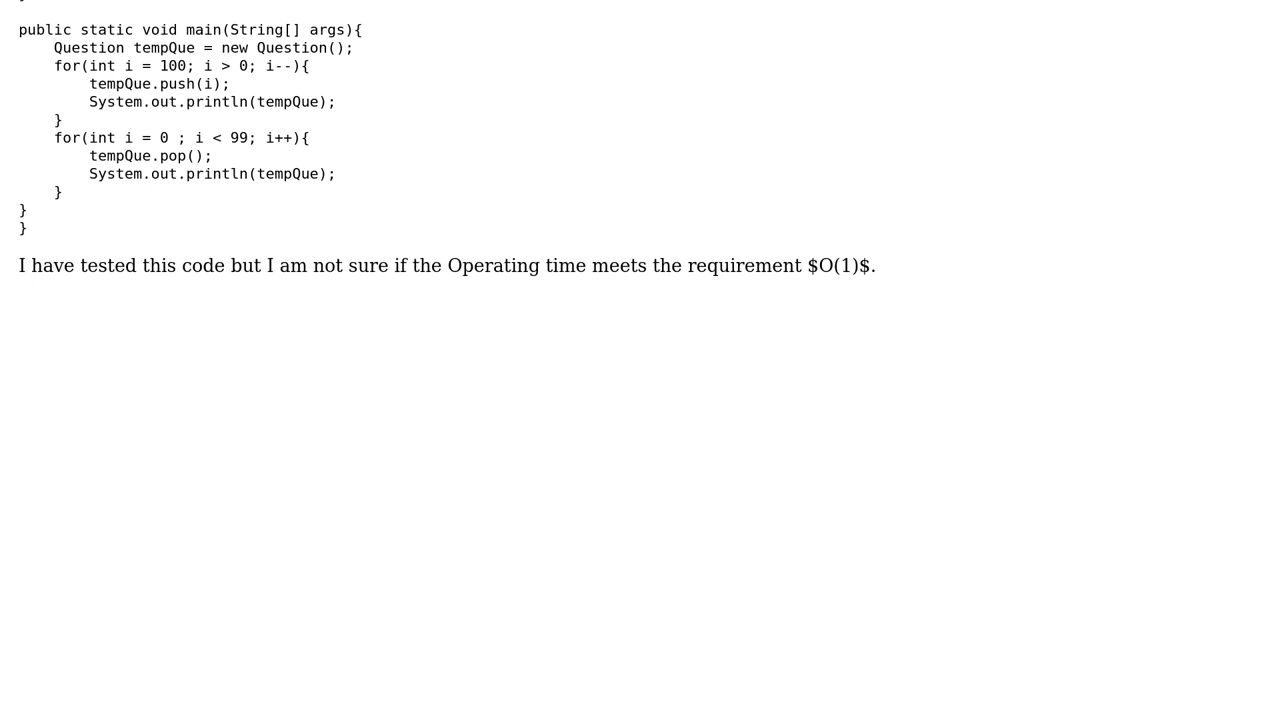 public static void main(String[] args){
    Question tempQue = new Question();
    for(int i = 100; i > 0; i--){
        tempQue.push(i);
        System.out.println(tempQue);
    }
    for(int i = 0 ; i < 99; i++){
        tempQue.pop();
        System.out.println(tempQue);
    }
}
}
I have tested this code but I am not sure if the Operating time meets the requirement $O(1)$.